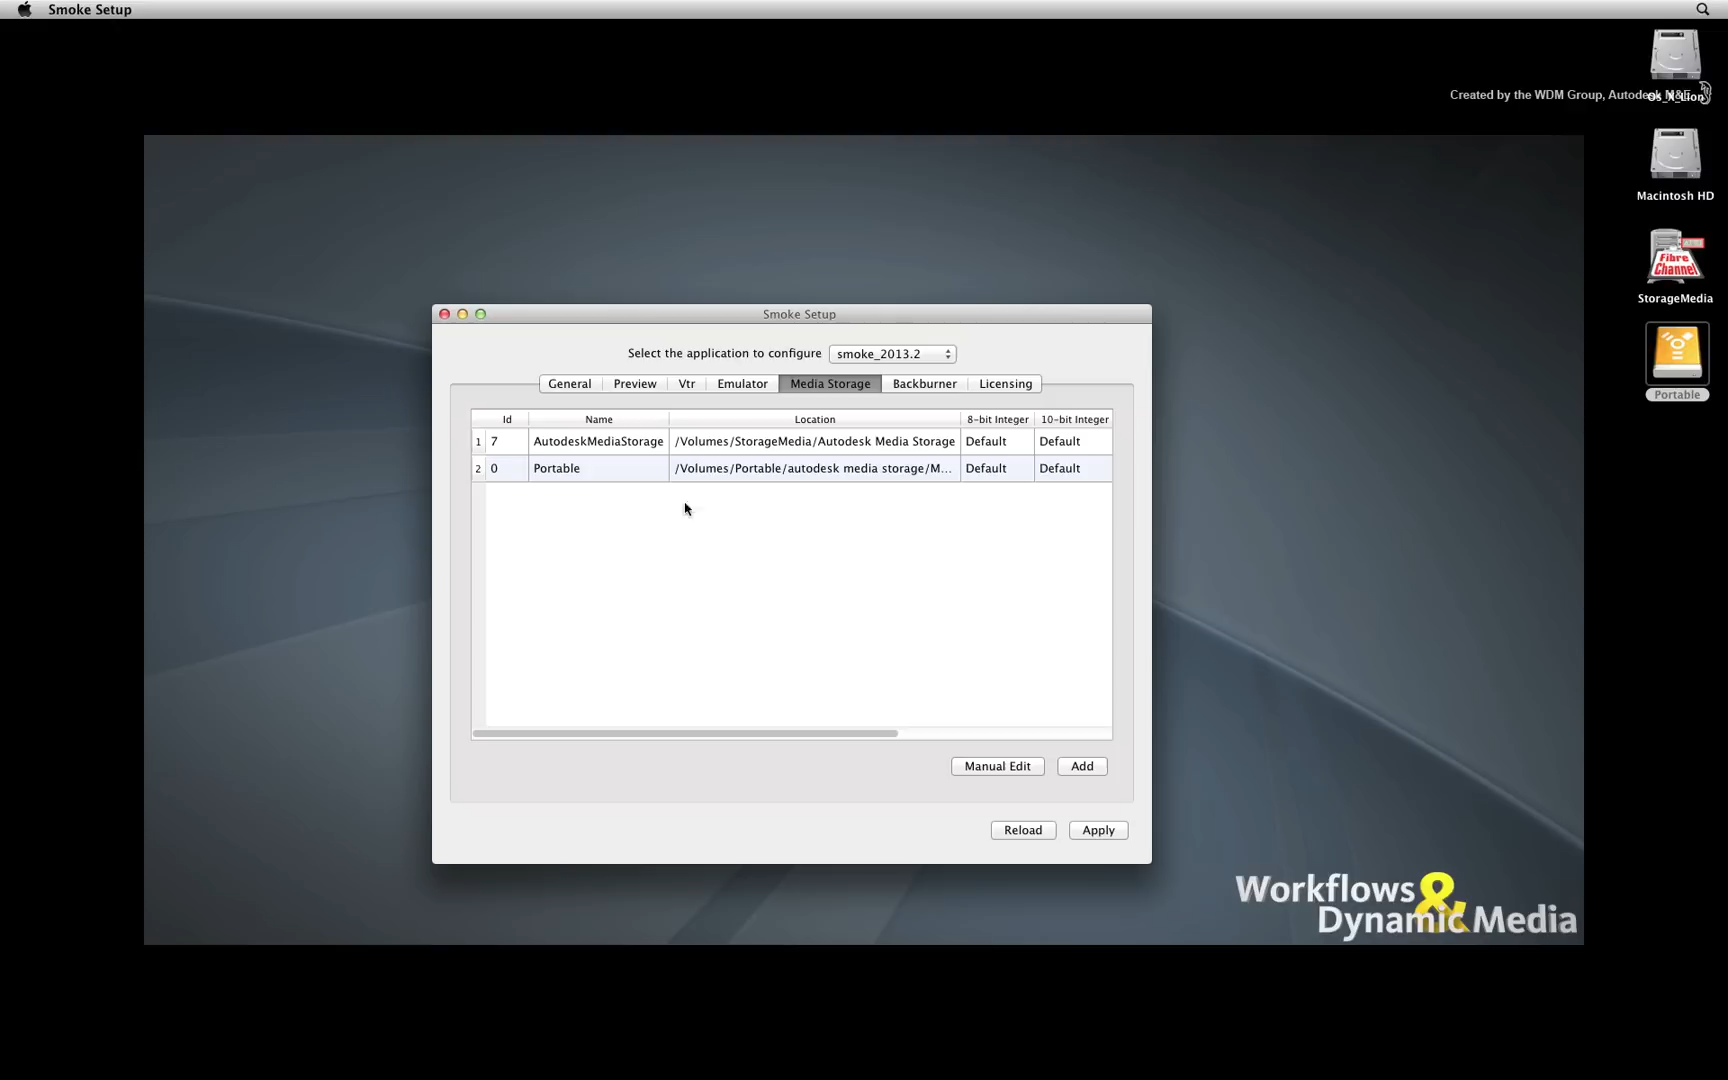 Smoke Setup
Created by the WDM Group, Autodesk M&E
Os_X_Lion
Macintosh HD
Fibre
Channel
StorageMedia
Portable
Smoke Setup
Select the application to configure smoke_2013.2
General Preview Vtr Emulator Media Storage Backburner Licensing
Id Name Location 8-bit Integer 10-bit Integer
1 7 AutodeskMediaStorage /Volumes/StorageMedia/Autodesk Media Storage Default Default
2 0 Portable /Volumes/Portable/autodesk media storage/M... Default Default
Manual Edit Add
Reload Apply
Workflows &
Dynamic Media